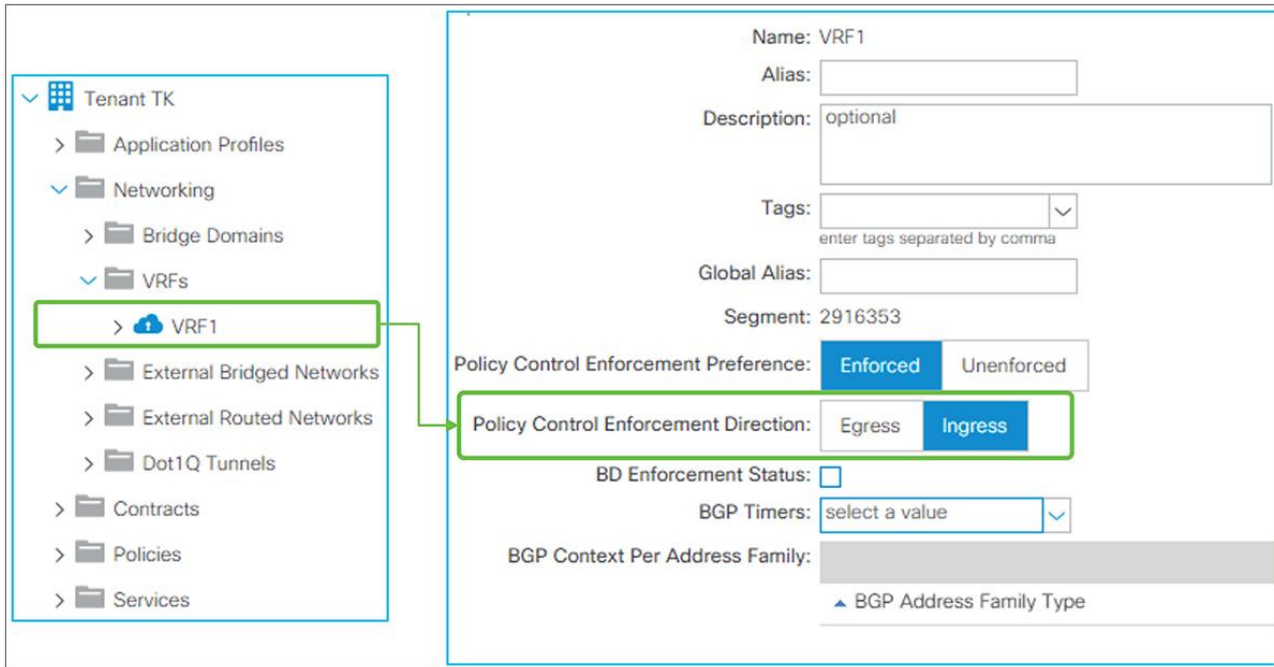 Tenant TK
Application Profiles
Networking
Bridge Domains
VRFs
VRF1
External Bridged Networks
External Routed Networks
Dot1Q Tunnels
Contracts
Policies
Services
Name: VRF1
Alias:
Description: optional
Tags:
enter tags separated by comma
Global Alias:
Segment: 2916353
Policy Control Enforcement Preference: Enforced Unenforced
Policy Control Enforcement Direction: Egress Ingress
BD Enforcement Status:
BGP Timers: select a value
BGP Context Per Address Family:
BGP Address Family Type